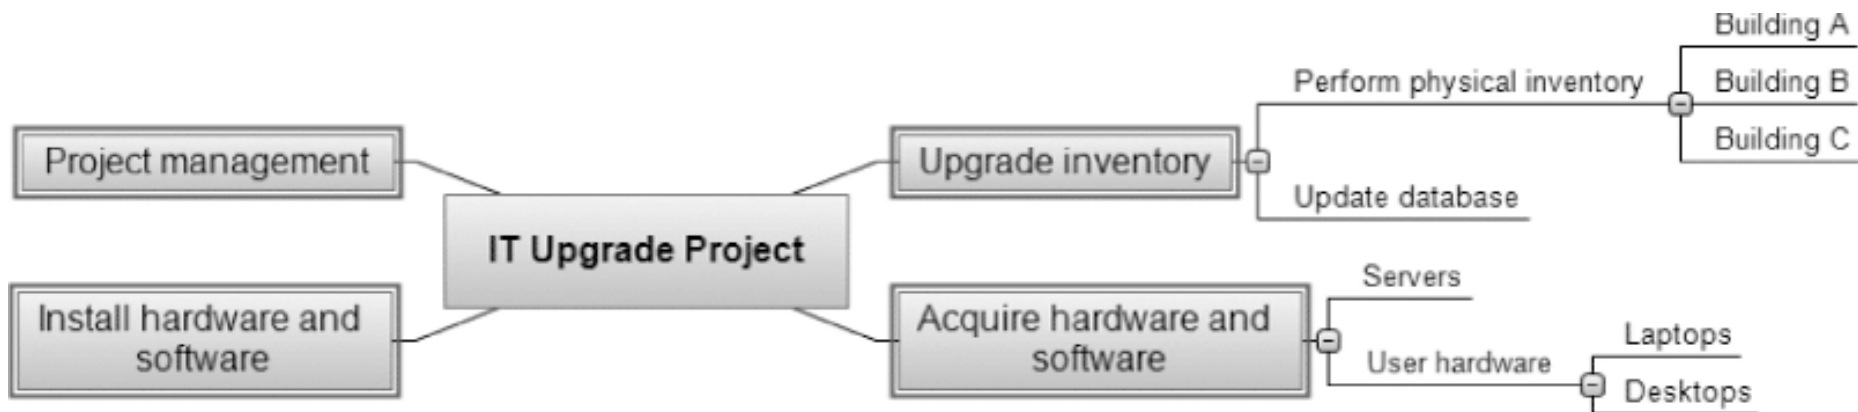 Building A
Perform physical inventory
Building B
Building C
Project management
Upgrade inventory
Update database
IT Upgrade Project
Servers
Install hardware and
software
Acquire hardware and
software
User hardware
Laptops
Desktops